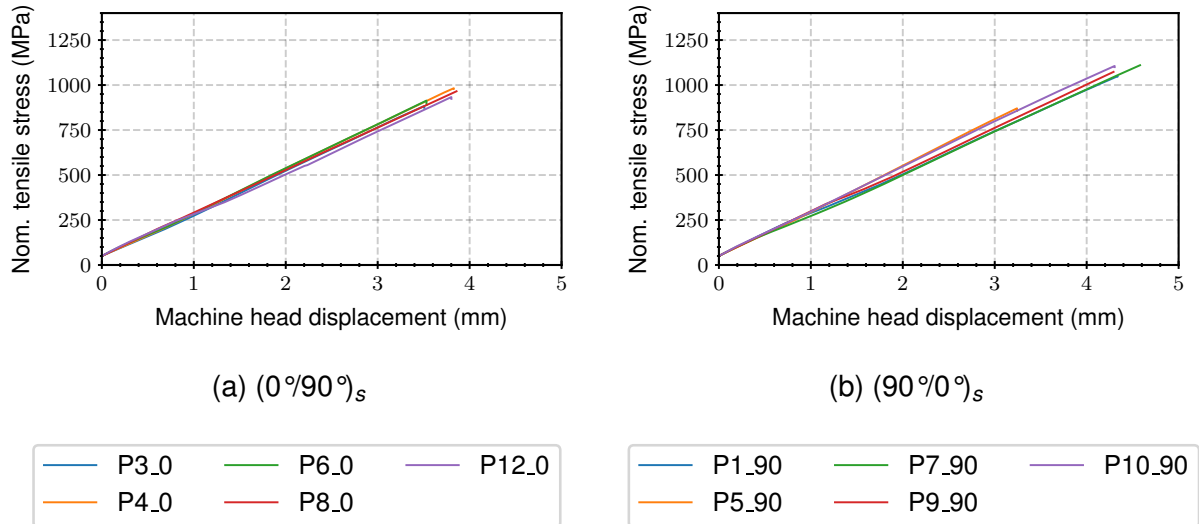 Nom. tensile stress (MPa)
1250
1000
750
500
250
0
0 1 2 3 4 5
Machine head displacement (mm)
(a) (0°/90°)s
Nom. tensile stress (MPa)
1250
1000
750
500
250
0
0 1 2 3 4 5
Machine head displacement (mm)
(b) (90°/0°)s
P3_0 P6_0 P12_0
P4_0 P8_0
P1_90 P7_90 P10_90
P5_90 P9_90